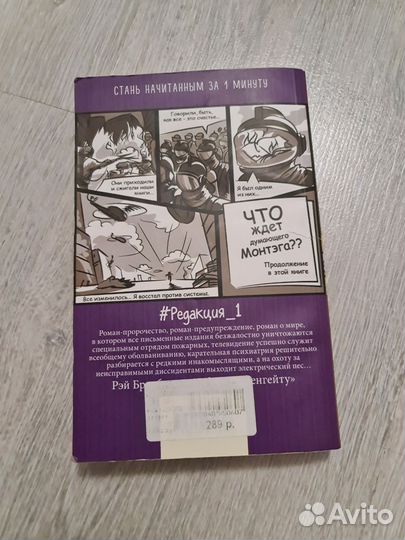 СТАНЬ НАЧИТАННЫМ ЗА 1 МИНУТУ
Они приходили
и сжигали наши
книги...
Говорили, быть,
как все - это счастье...
Я был одним
из них...
Все изменилось... Я восстал против системы.
ЧТО
ждет
думающего
Монтэга??
Продолжение
в этой книге
#Редакция_1
Роман-пророчество, роман-предупреждение, роман о мире,
в котором все письменные издания безжалостно уничтожаются
специальным отрядом пожарных, телевидение успешно служит
всеобщему оболваниванию, карательная психиатрия решительно
разбирается с редкими инакомыслящими, а на охоту за
неисправимыми диссидентами выходит электрический пес...
Рэй Бр енгейту»
289 р.
Avito